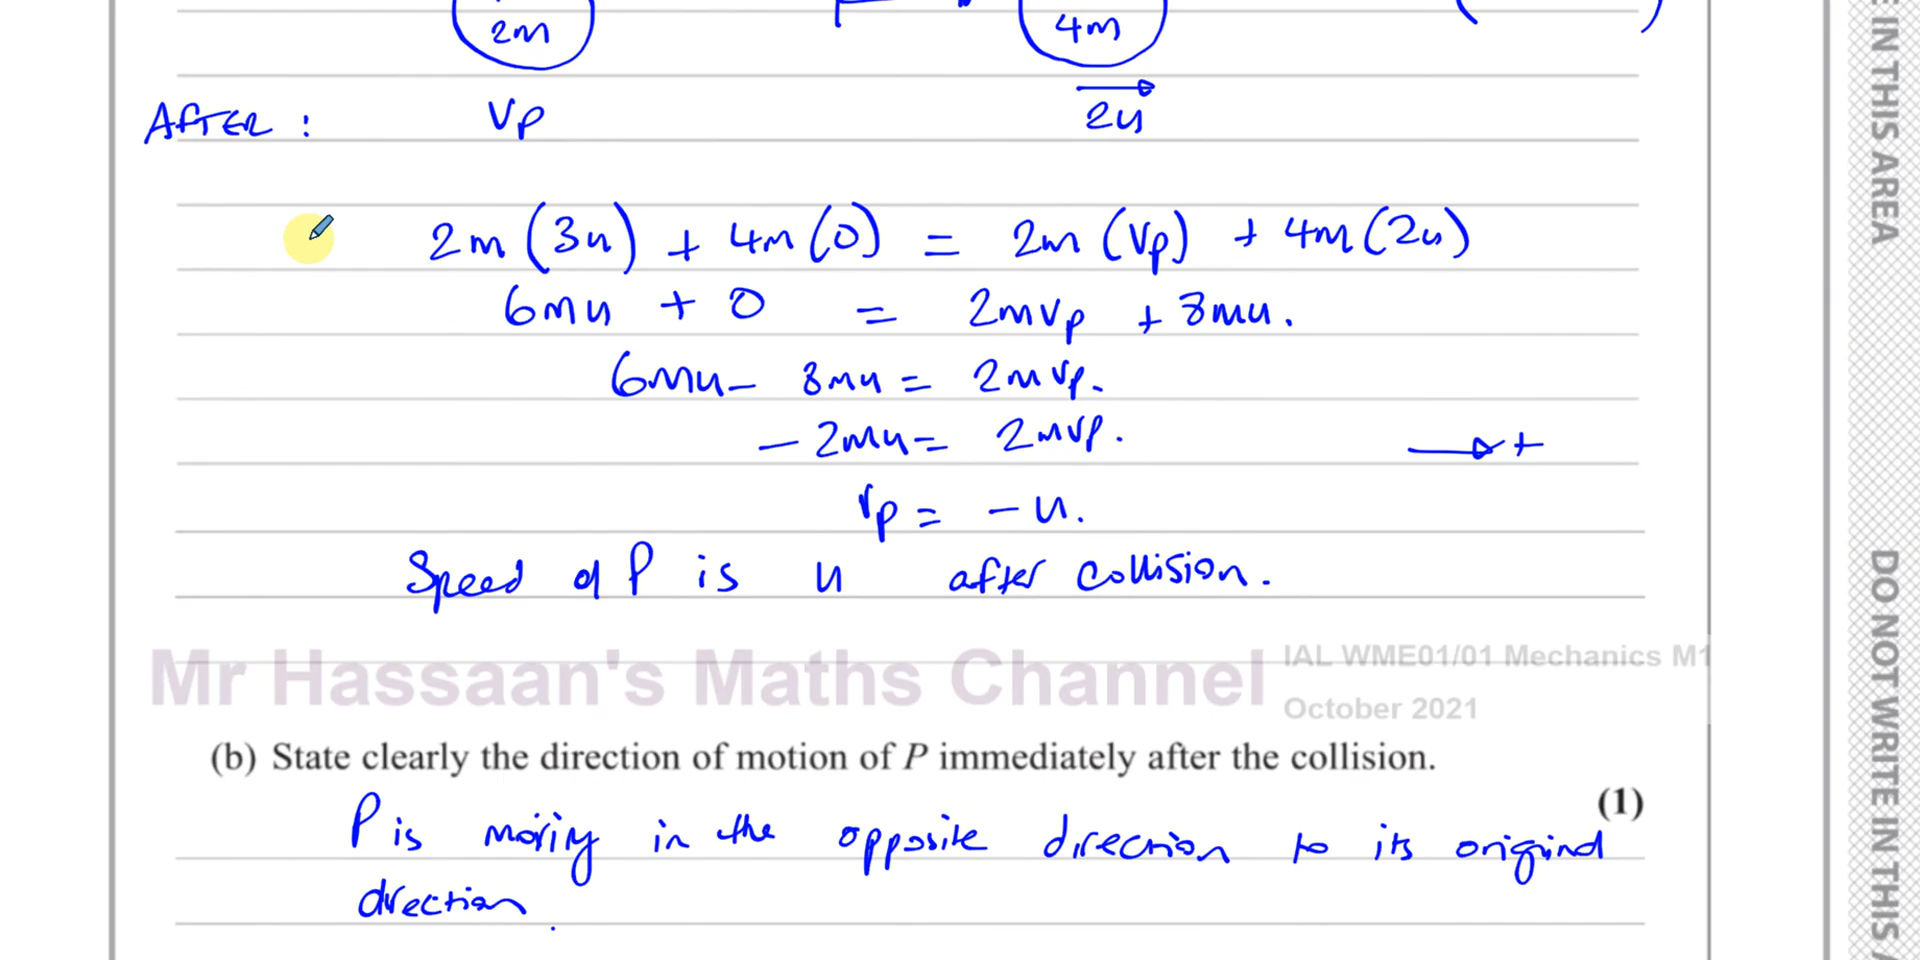 2m 4m
AFTER : Vp 2u
2m (3u) + 4m (0) = 2m (Vp) + 4m (2u)
6mu + 0 = 2mVp + 8mu.
6mu - 8mu = 2mVp.
- 2mu = 2mVp. +
Vp = - u.
Speed of P is u after collision.
Mr Hassaan's Maths Channel
IAL WME01/01 Mechanics M1
October 2021
(b) State clearly the direction of motion of P immediately after the collision.
(1)
P is moving in the opposite direction to its original
direction.
E IN THIS AREA
DO NOT WRITE IN THIS A